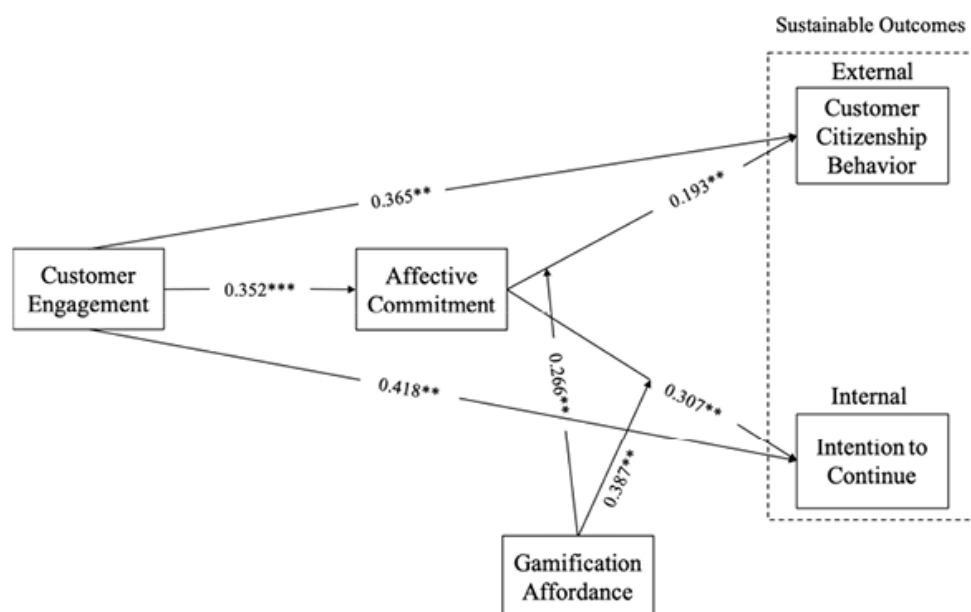 Sustainable Outcomes
External
Customer
Citizenship
Behavior
0.365**
0.193**
Customer
Engagement
0.352***
Affective
Commitment
0.266**
0.418**
0.307**
0.387**
Internal
Intention to
Continue
Gamification
Affordance